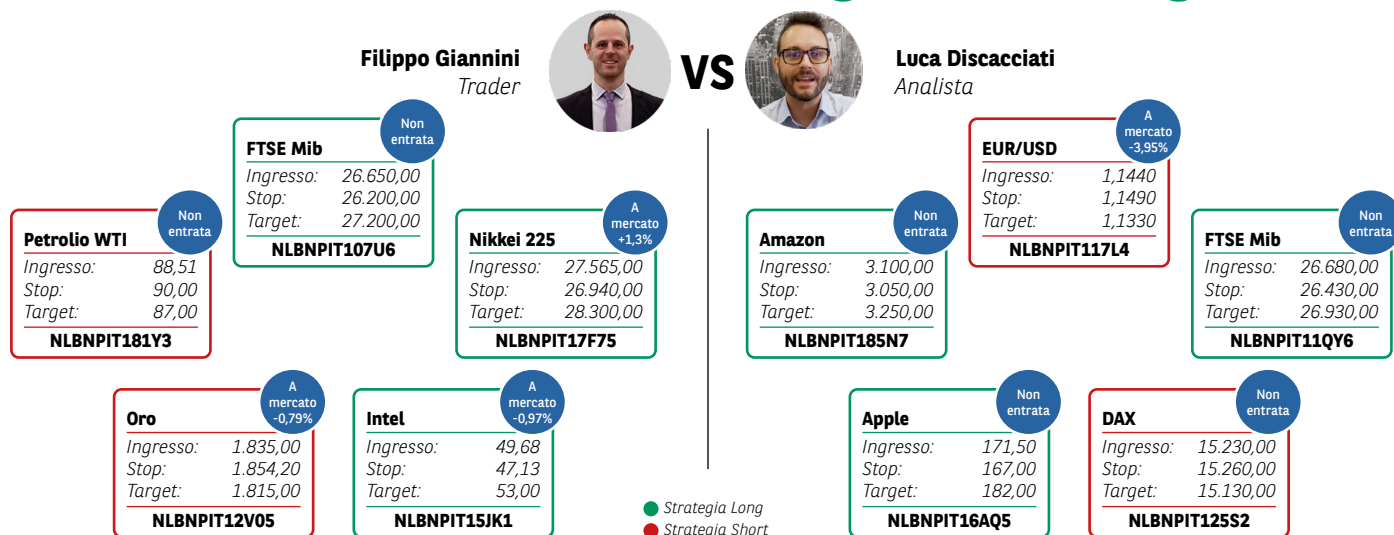 Filippo Giannini
Trader
VS
Luca Discacciati
Analista
FTSE Mib
Non
entrata
Ingresso: 26.650,00
Stop: 26.200,00
Target: 27.200,00
NLBNPIT107U6
Petrolio WTI
Non
entrata
Ingresso: 88,51
Stop: 90,00
Target: 87,00
NLBNPIT181Y3
Nikkei 225
A
mercato
+1,3%
Ingresso: 27.565,00
Stop: 26.940,00
Target: 28.300,00
NLBNPIT17F75
Oro
A
mercato
-0,79%
Ingresso: 1.835,00
Stop: 1.854,20
Target: 1.815,00
NLBNPIT12V05
Intel
A
mercato
-0,97%
Ingresso: 49,68
Stop: 47,13
Target: 53,00
NLBNPIT15JK1
EUR/USD
A
mercato
-3,95%
Ingresso: 1,1440
Stop: 1,1490
Target: 1,1330
NLBNPIT117L4
Amazon
Non
entrata
Ingresso: 3.100,00
Stop: 3.050,00
Target: 3.250,00
NLBNPIT185N7
FTSE Mib
Non
entrata
Ingresso: 26.680,00
Stop: 26.430,00
Target: 26.930,00
NLBNPIT11QY6
Apple
Non
entrata
Ingresso: 171,50
Stop: 167,00
Target: 182,00
NLBNPIT16AQ5
DAX
Non
entrata
Ingresso: 15.230,00
Stop: 15.260,00
Target: 15.130,00
NLBNPIT125S2
Strategia Long
Strategia Short